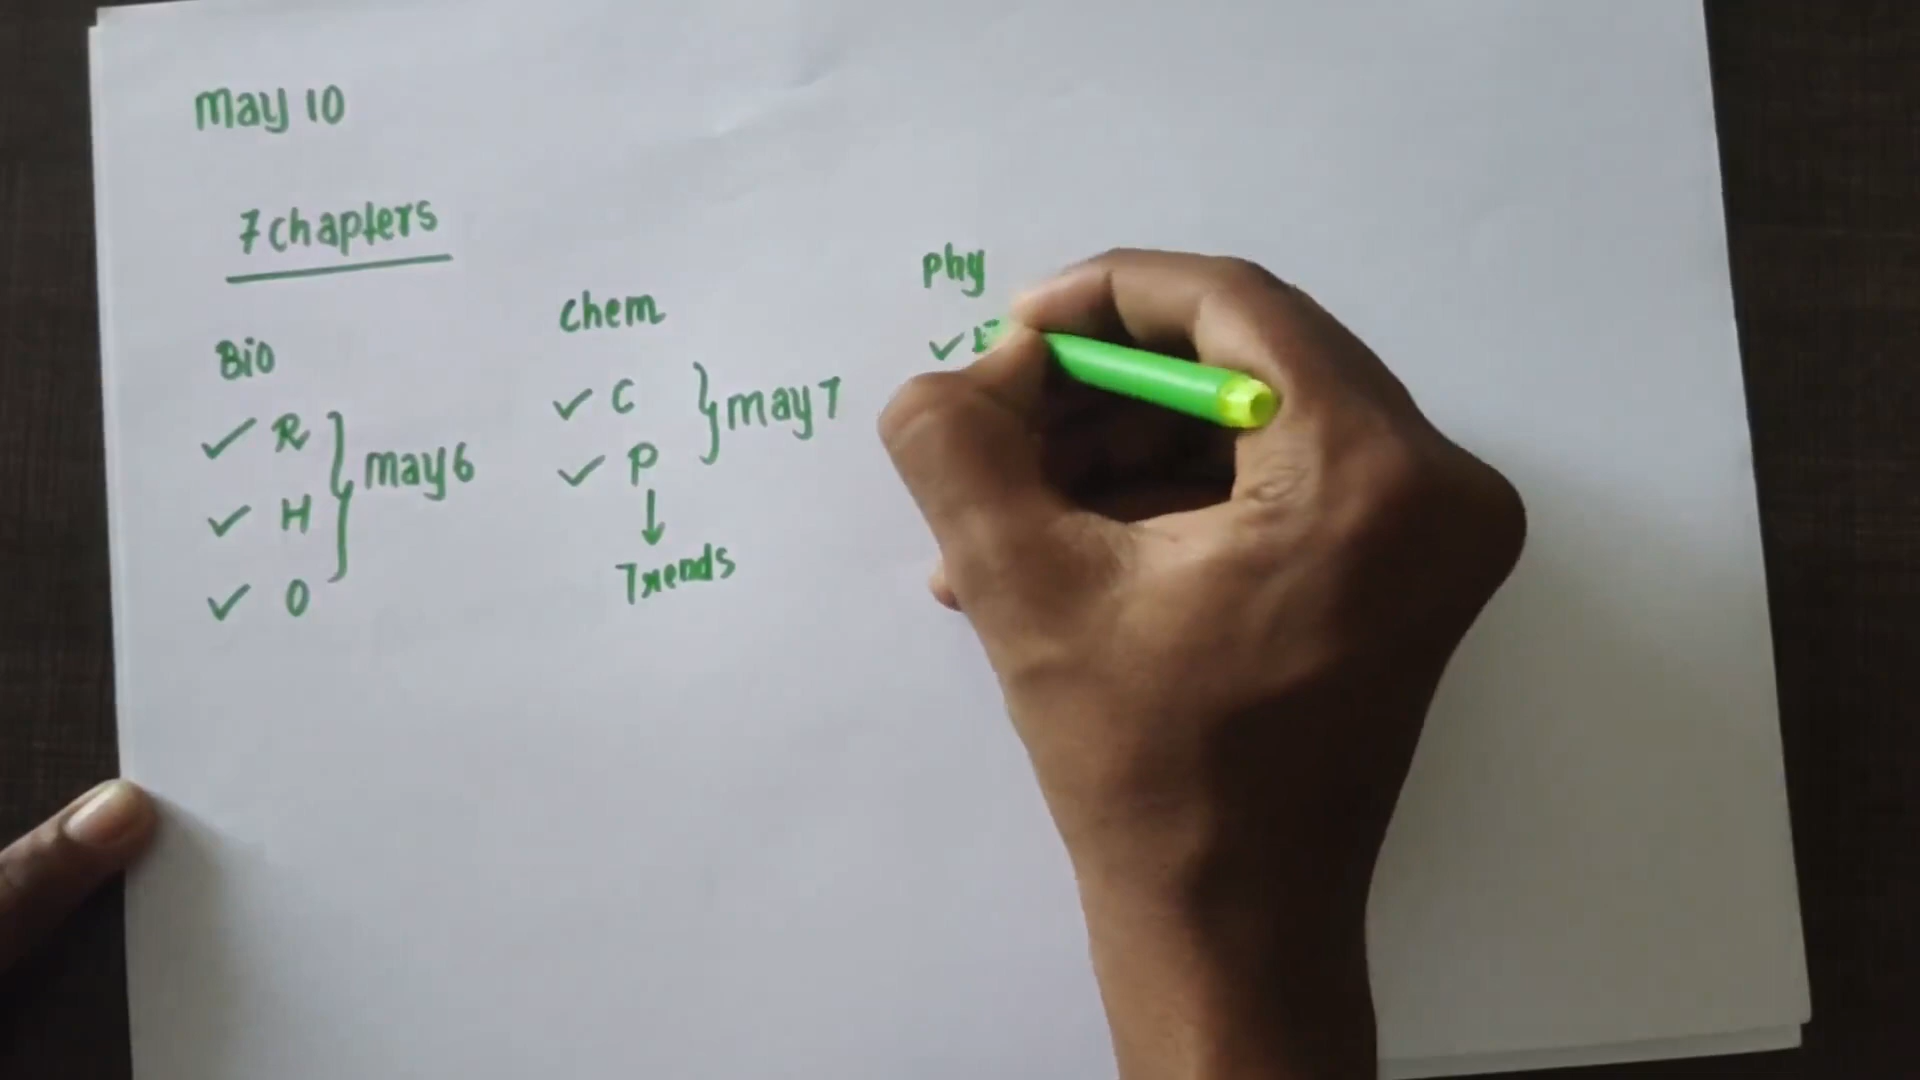 May 10
7 chapters
Bio
✓ R
✓ H
✓ O
May 6
Chem
✓ C
✓ P
↓
Trends
May 7
Phy
✓